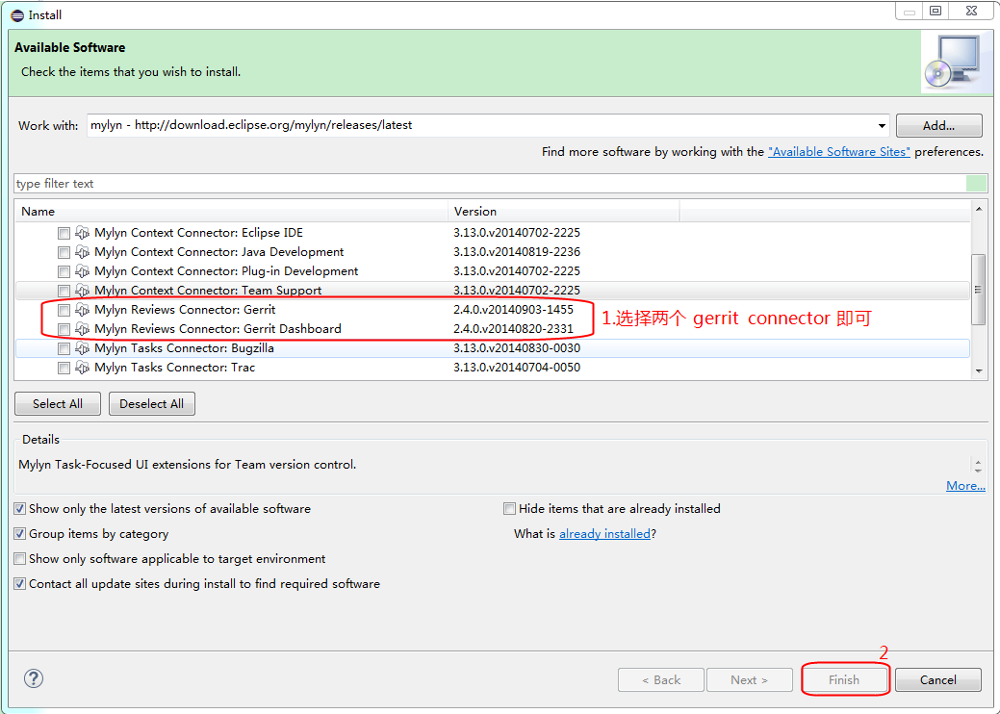 Install
Available Software
Check the items that you wish to install.
Work with: mylyn - http://download.eclipse.org/mylyn/releases/latest Add...
Find more software by working with the "Available Software Sites" preferences.
type filter text
Name Version
Mylyn Context Connector: Eclipse IDE 3.13.0.v20140702-2225
Mylyn Context Connector: Java Development 3.13.0.v20140819-2236
Mylyn Context Connector: Plug-in Development 3.13.0.v20140702-2225
Mylyn Context Connector: Team Support 3.13.0.v20140702-2225
Mylyn Reviews Connector: Gerrit 2.4.0.v20140903-1455
1.选择两个 gerrit connector 即可
Mylyn Reviews Connector: Gerrit Dashboard 2.4.0.v20140820-2331
Mylyn Tasks Connector: Bugzilla 3.13.0.v20140830-0030
Mylyn Tasks Connector: Trac 3.13.0.v20140704-0050
Select All Deselect All
Details
Mylyn Task-Focused UI extensions for Team version control.
More...
Show only the latest versions of available software Hide items that are already installed
Group items by category What is already installed?
Show only software applicable to target environment
Contact all update sites during install to find required software
2
? < Back Next > Finish Cancel